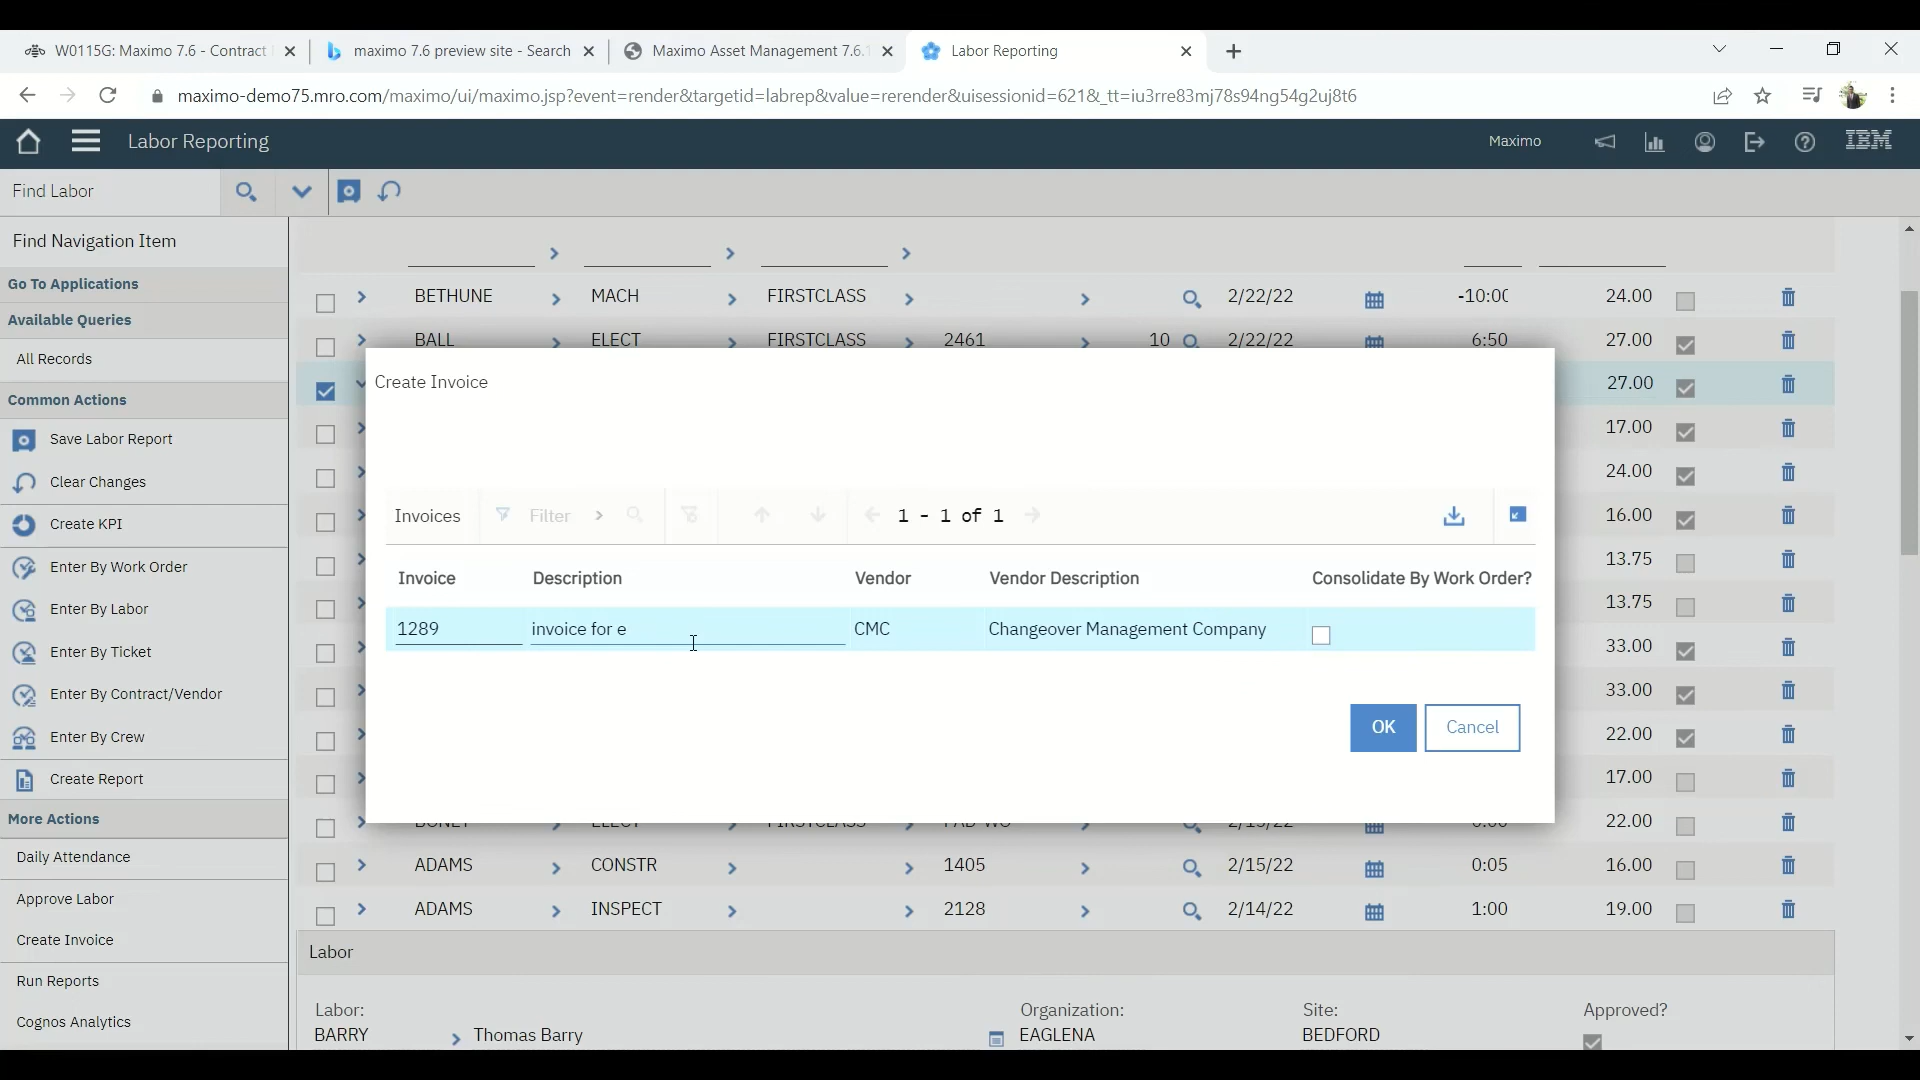 W0115G: Maximo 7.6 - Contract
maximo 7.6 preview site - Search
Maximo Asset Management 7.6.1
Labor Reporting
maximo-demo75.mro.com/maximo/ui/maximo.jsp?event=render&targetid=labrep&value=rerender&uisessionid=621&_tt=iu3rre83mj78s94ng54g2uj8t6
Labor Reporting
Maximo
IBM
Find Labor
Find Navigation Item
Go To Applications
Available Queries
All Records
Common Actions
Save Labor Report
Clear Changes
Create KPI
Enter By Work Order
Enter By Labor
Enter By Ticket
Enter By Contract/Vendor
Enter By Crew
Create Report
More Actions
Daily Attendance
Approve Labor
Create Invoice
Run Reports
Cognos Analytics
BETHUNE MACH FIRSTCLASS 2/22/22 -10:00 24.00
BALL ELECT FIRSTCLASS 2461 10 2/22/22 6:50 27.00
27.00
17.00
24.00
16.00
13.75
13.75
33.00
33.00
22.00
17.00
22.00
Create Invoice
Invoices Filter 1 - 1 of 1
Invoice Description Vendor Vendor Description Consolidate By Work Order?
1289 invoice for e CMC Changeover Management Company
OK Cancel
ADAMS CONSTR 1405 2/15/22 0:05 16.00
ADAMS INSPECT 2128 2/14/22 1:00 19.00
Labor
Labor: Organization: Site: Approved?
BARRY Thomas Barry EAGLENA BEDFORD